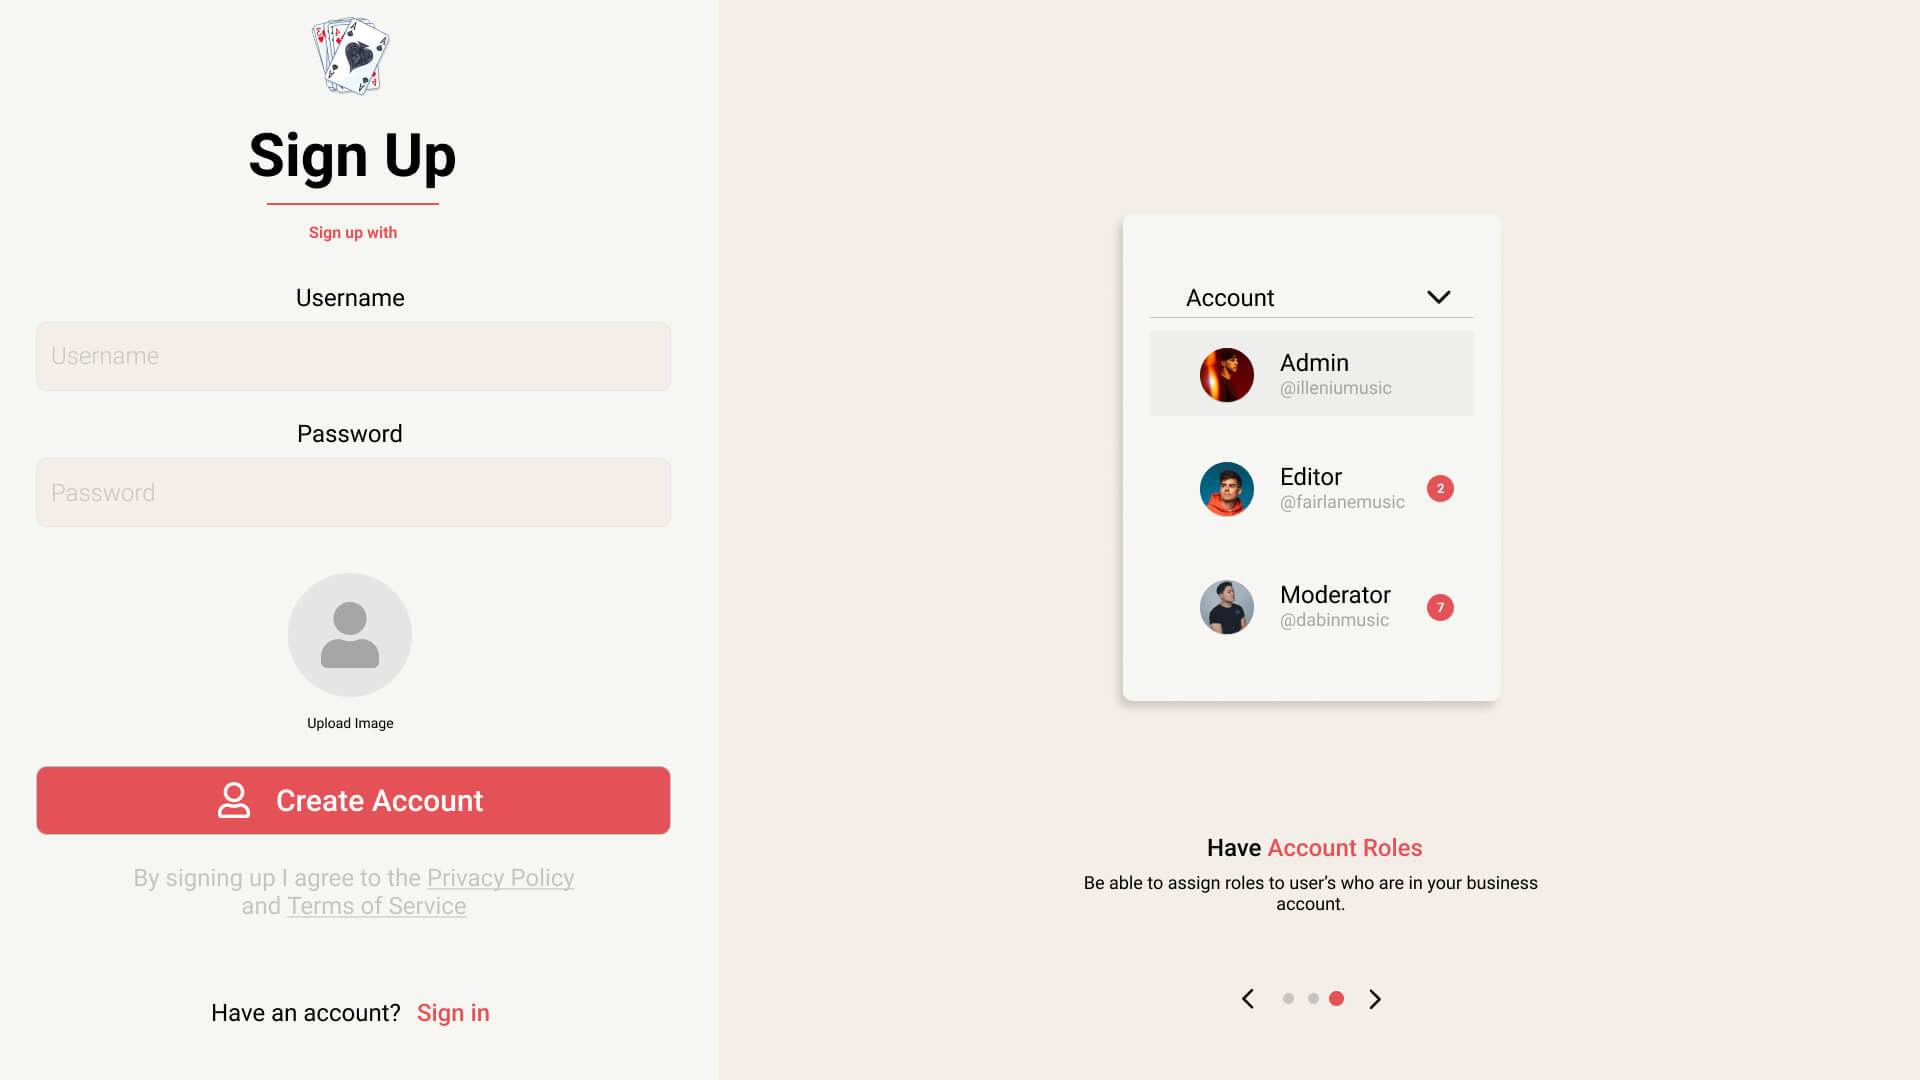 Sign Up
Sign up with
Username
Username
Password
Password
Upload Image
Create Account
By signing up I agree to the Privacy Policy
and Terms of Service
Have an account? Sign in
Account
Admin
@illeniumusic
Editor
@fairlanemusic
2
Moderator
@dabinmusic
7
Have Account Roles
Be able to assign roles to user’s who are in your business
account.